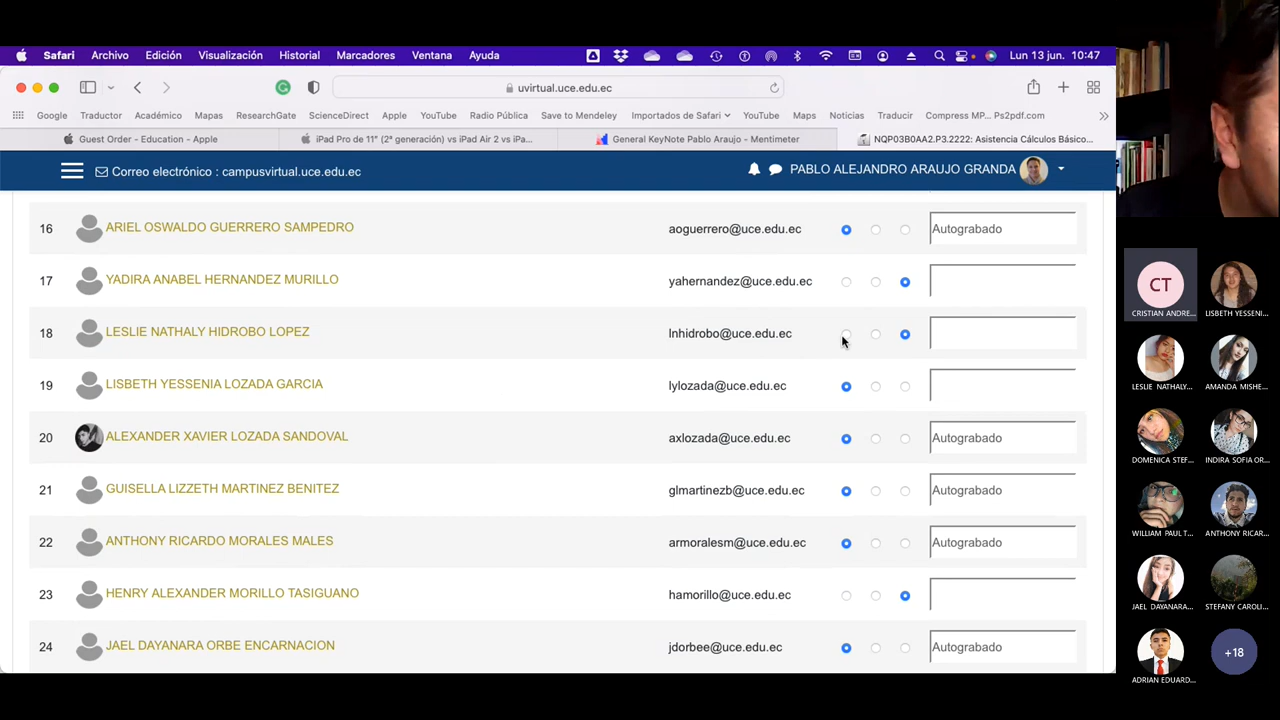 Safari Archivo Edición Visualización Historial Marcadores Ventana Ayuda Lun 13 jun. 10:47
uvirtual.uce.edu.ec
Google Traductor Académico Mapas ResearchGate ScienceDirect Apple YouTube Radio Pública Save to Mendeley Importados de Safari YouTube Maps Noticias Traducir Compress MP... Ps2pdf.com
Guest Order - Education - Apple iPad Pro de 11" (2ª generación) vs iPad Air 2 vs iPa... General KeyNote Pablo Araujo - Mentimeter NQP03B0AA2.P3.2222: Asistencia Cálculos Básico...
Correo electrónico : campusvirtual.uce.edu.ec PABLO ALEJANDRO ARAUJO GRANDA
16 ARIEL OSWALDO GUERRERO SAMPEDRO aoguerrero@uce.edu.ec Autograbado
17 YADIRA ANABEL HERNANDEZ MURILLO yahernandez@uce.edu.ec
18 LESLIE NATHALY HIDROBO LOPEZ lnhidrobo@uce.edu.ec
19 LISBETH YESSENIA LOZADA GARCIA lylozada@uce.edu.ec
20 ALEXANDER XAVIER LOZADA SANDOVAL axlozada@uce.edu.ec Autograbado
21 GUISELLA LIZZETH MARTINEZ BENITEZ glmartinezb@uce.edu.ec Autograbado
22 ANTHONY RICARDO MORALES MALES armoralesm@uce.edu.ec Autograbado
23 HENRY ALEXANDER MORILLO TASIGUANO hamorillo@uce.edu.ec
24 JAEL DAYANARA ORBE ENCARNACION jdorbee@uce.edu.ec Autograbado
CT
CRISTIAN ANDRE... LISBETH YESSENI...
LESLIE NATHALY... AMANDA MISHE...
DOMENICA STEF... INDIRA SOFIA OR...
WILLIAM PAUL T... ANTHONY RICAR...
JAEL DAYANARA... STEFANY CAROLI...
+18
ADRIAN EDUARD...